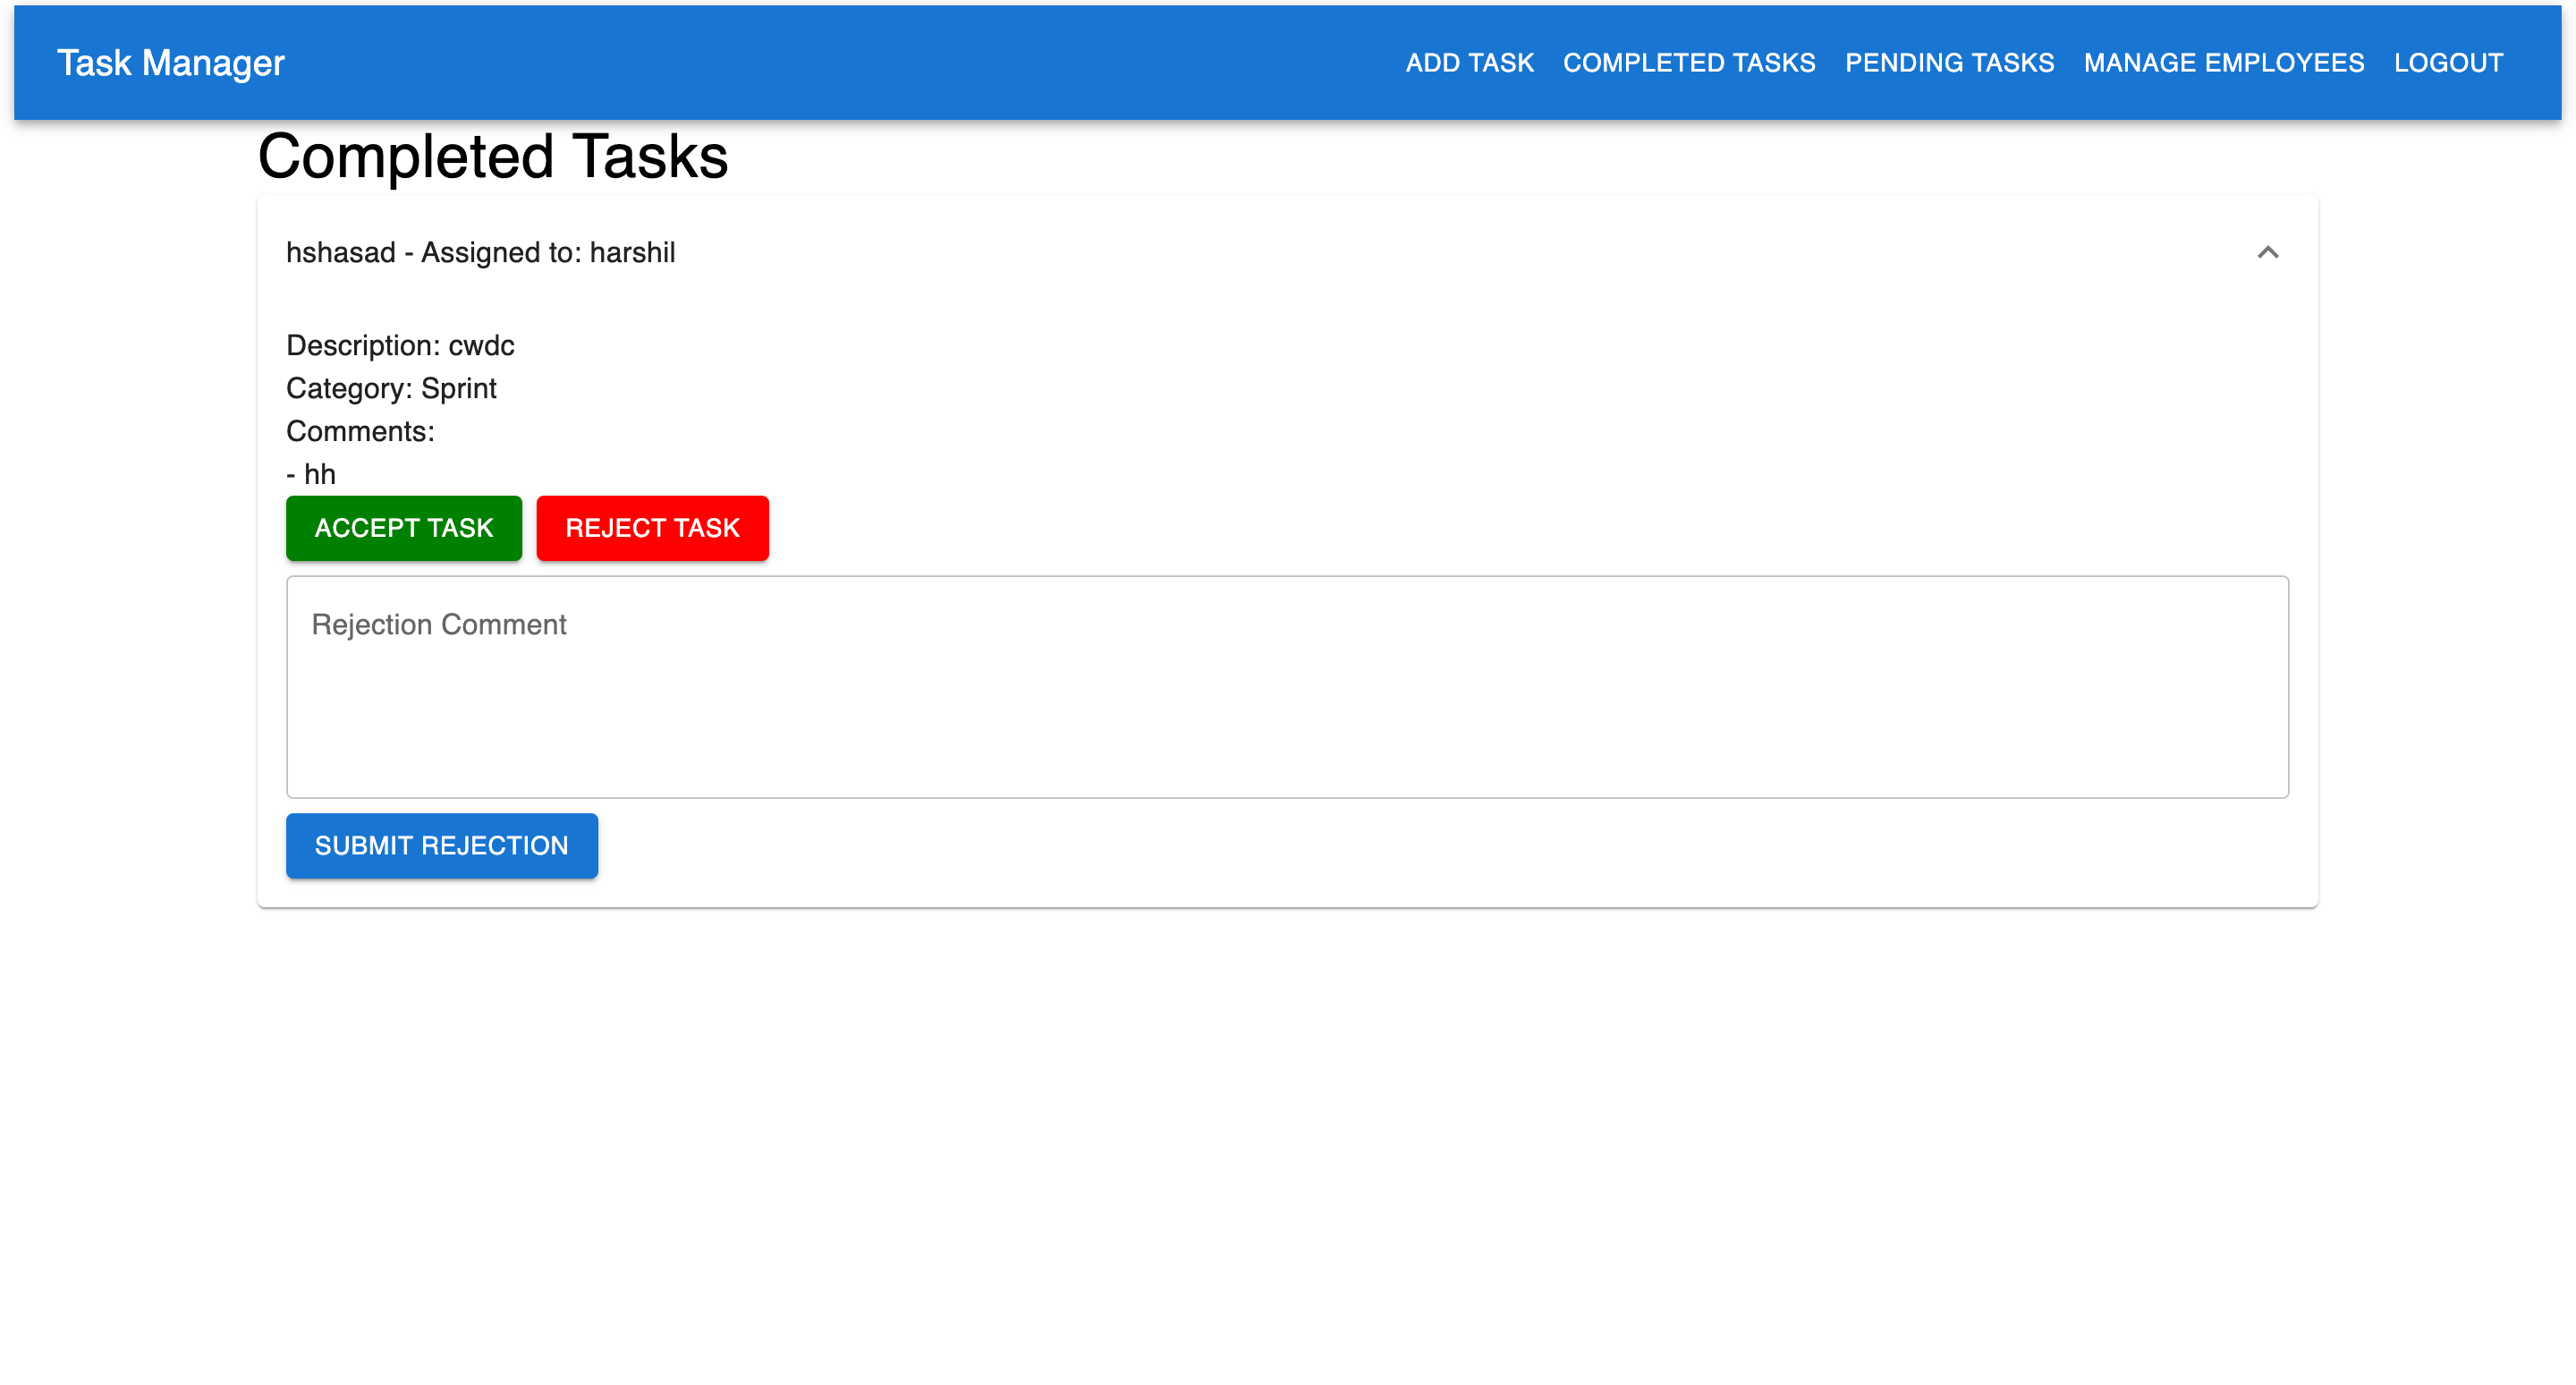 Task Manager
ADD TASK COMPLETED TASKS PENDING TASKS MANAGE EMPLOYEES LOGOUT
Completed Tasks
hshasad - Assigned to: harshil
Description: cwdc
Category: Sprint
Comments:
- hh
ACCEPT TASK REJECT TASK
Rejection Comment
SUBMIT REJECTION